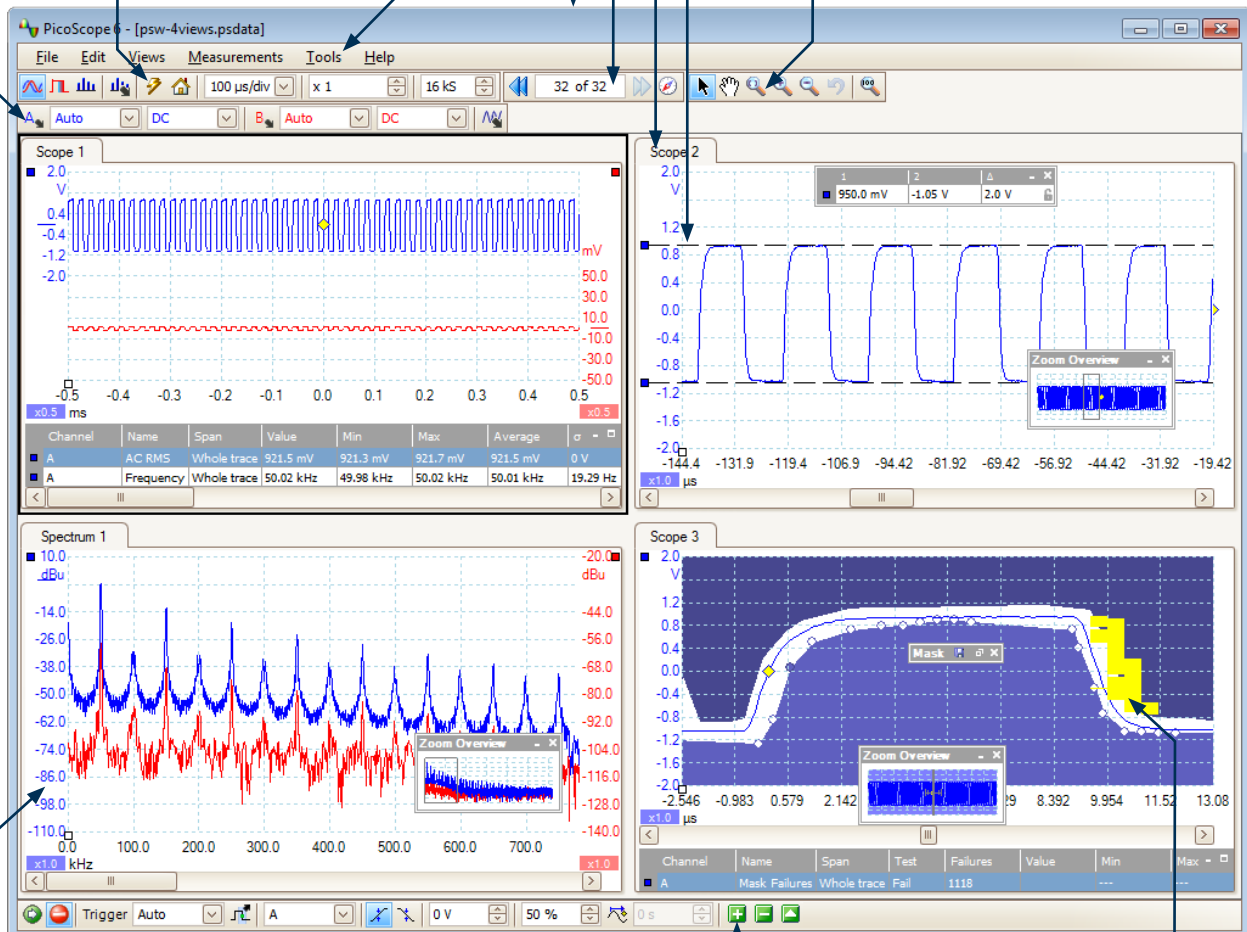 PicoScope 6 - [psw-4views.psdata]
File Edit Views Measurements Tools Help
100 µs/div x 1 16 kS 32 of 32
A Auto DC B Auto DC
Scope 1
2.0
V
0.4
-0.4
-1.2
-2.0
mV
50.0
30.0
10.0
-10.0
-30.0
-50.0
-0.5 -0.4 -0.3 -0.2 -0.1 0.0 0.1 0.2 0.3 0.4 0.5
x0.5 ms x0.5
Channel Name Span Value Min Max Average σ
A AC RMS Whole trace 921.5 mV 921.3 mV 921.7 mV 921.5 mV 0 V
A Frequency Whole trace 50.02 kHz 49.98 kHz 50.02 kHz 50.01 kHz 19.29 Hz
Scope 2
2.0
V
1 2 Δ
950.0 mV -1.05 V 2.0 V
1.2
0.8
0.4
0.0
-0.4
-0.8
-1.2
-1.6
-2.0
Zoom Overview
-144.4 -131.9 -119.4 -106.9 -94.42 -81.92 -69.42 -56.92 -44.42 -31.92 -19.42
x1.0 µs
Spectrum 1
10.0
dBu
-14.0
-26.0
-38.0
-50.0
-62.0
-74.0
-86.0
-98.0
-110.0
-20.0
dBu
-44.0
-56.0
-68.0
-80.0
-92.0
-104.0
-116.0
-128.0
-140.0
Zoom Overview
0.0 100.0 200.0 300.0 400.0 500.0 600.0 700.0
x1.0 kHz x1.0
Scope 3
2.0
V
1.2
0.8
0.4
0.0
-0.4
-0.8
-1.2
-1.6
-2.0
Mask
Zoom Overview
-2.546 -0.983 0.579 2.142 8.392 9.954 11.52 13.08
x1.0 µs
Channel Name Span Test Failures Value Min Max
A Mask Failures Whole trace Fail 1118 --- ---
Trigger Auto A 0 V 50 % 0 s